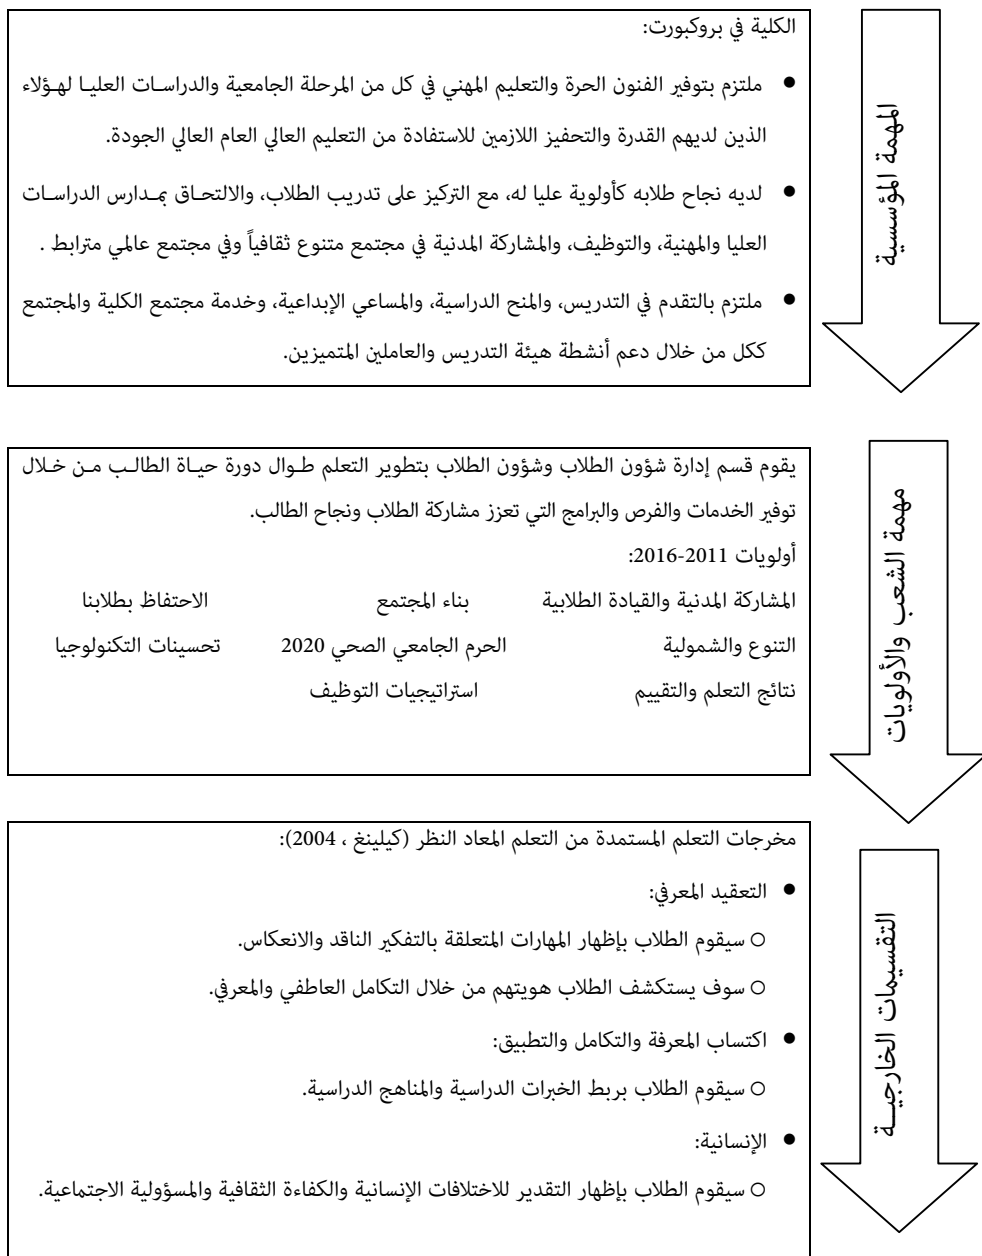 الكلية في بروكبورت:
● ملتزم بتوفير الفنون الحرة والتعليم المهني في كل من المرحلة الجامعية والدراسات العليا لهؤلاء
الذين لديهم القدرة والتحفيز اللازمين للاستفادة من التعليم العالي العام العالي الجودة.
● لديه نجاح طلابه كأولوية عليا له، مع التركيز على تدريب الطلاب، والالتحاق بمدارس الدراسات
العليا والمهنية، والتوظيف، والمشاركة المدنية في مجتمع متنوع ثقافياً وفي مجتمع عالمي مترابط .
● ملتزم بالتقدم في التدريس، والمنح الدراسية، والمساعي الإبداعية، وخدمة مجتمع الكلية والمجتمع
ككل من خلال دعم أنشطة هيئة التدريس والعاملين المتميزين.
المهمة المؤسسية
يقوم قسم إدارة شؤون الطلاب وشؤون الطلاب بتطوير التعلم طوال دورة حياة الطالب من خلال
توفير الخدمات والفرص والبرامج التي تعزز مشاركة الطلاب ونجاح الطالب.
أولويات 2011-2016:
المشاركة المدنية والقيادة الطلابية بناء المجتمع الاحتفاظ بطلابنا
التنوع والشمولية الحرم الجامعي الصحي 2020 تحسينات التكنولوجيا
نتائج التعلم والتقييم استراتيجيات التوظيف
مهمة الشعب والأولويات
مخرجات التعلم المستمدة من التعلم المعاد النظر (كيلينغ ، 2004):
● التعقيد المعرفي:
○ سيقوم الطلاب بإظهار المهارات المتعلقة بالتفكير الناقد والانعكاس.
○ سوف يستكشف الطلاب هويتهم من خلال التكامل العاطفي والمعرفي.
● اكتساب المعرفة والتكامل والتطبيق:
○ سيقوم الطلاب بربط الخبرات الدراسية والمناهج الدراسية.
● الإنسانية:
○ سيقوم الطلاب بإظهار التقدير للاختلافات الإنسانية والكفاءة الثقافية والمسؤولية الاجتماعية.
التقسيمات الخارجية